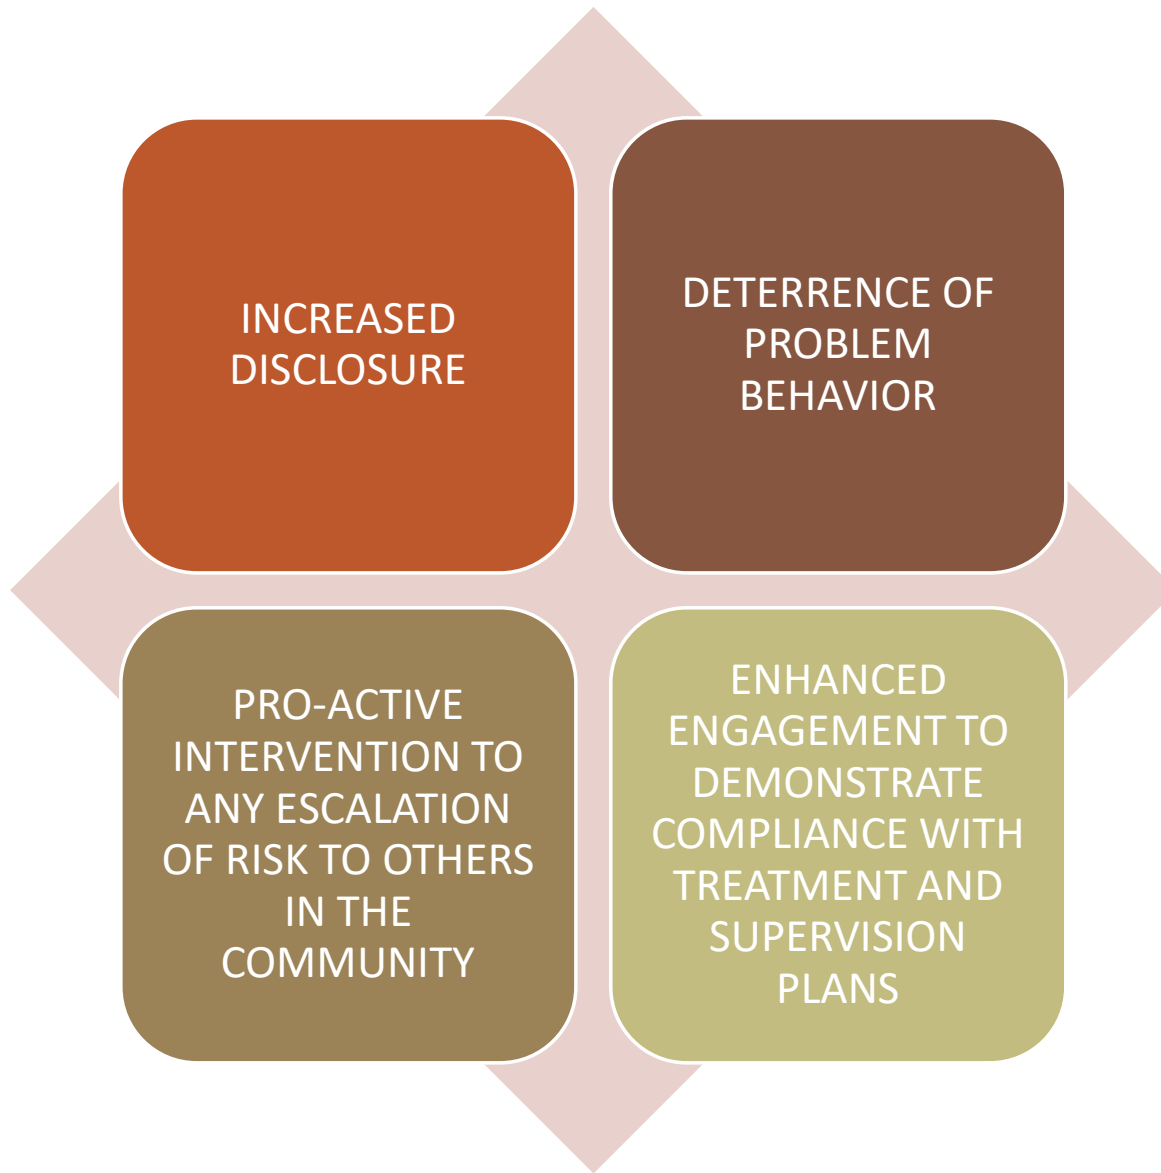 INCREASED
DISCLOSURE
DETERRENCE OF
PROBLEM
BEHAVIOR
PRO-ACTIVE
INTERVENTION TO
ANY ESCALATION
OF RISK TO OTHERS
IN THE
COMMUNITY
ENHANCED
ENGAGEMENT TO
DEMONSTRATE
COMPLIANCE WITH
TREATMENT AND
SUPERVISION
PLANS